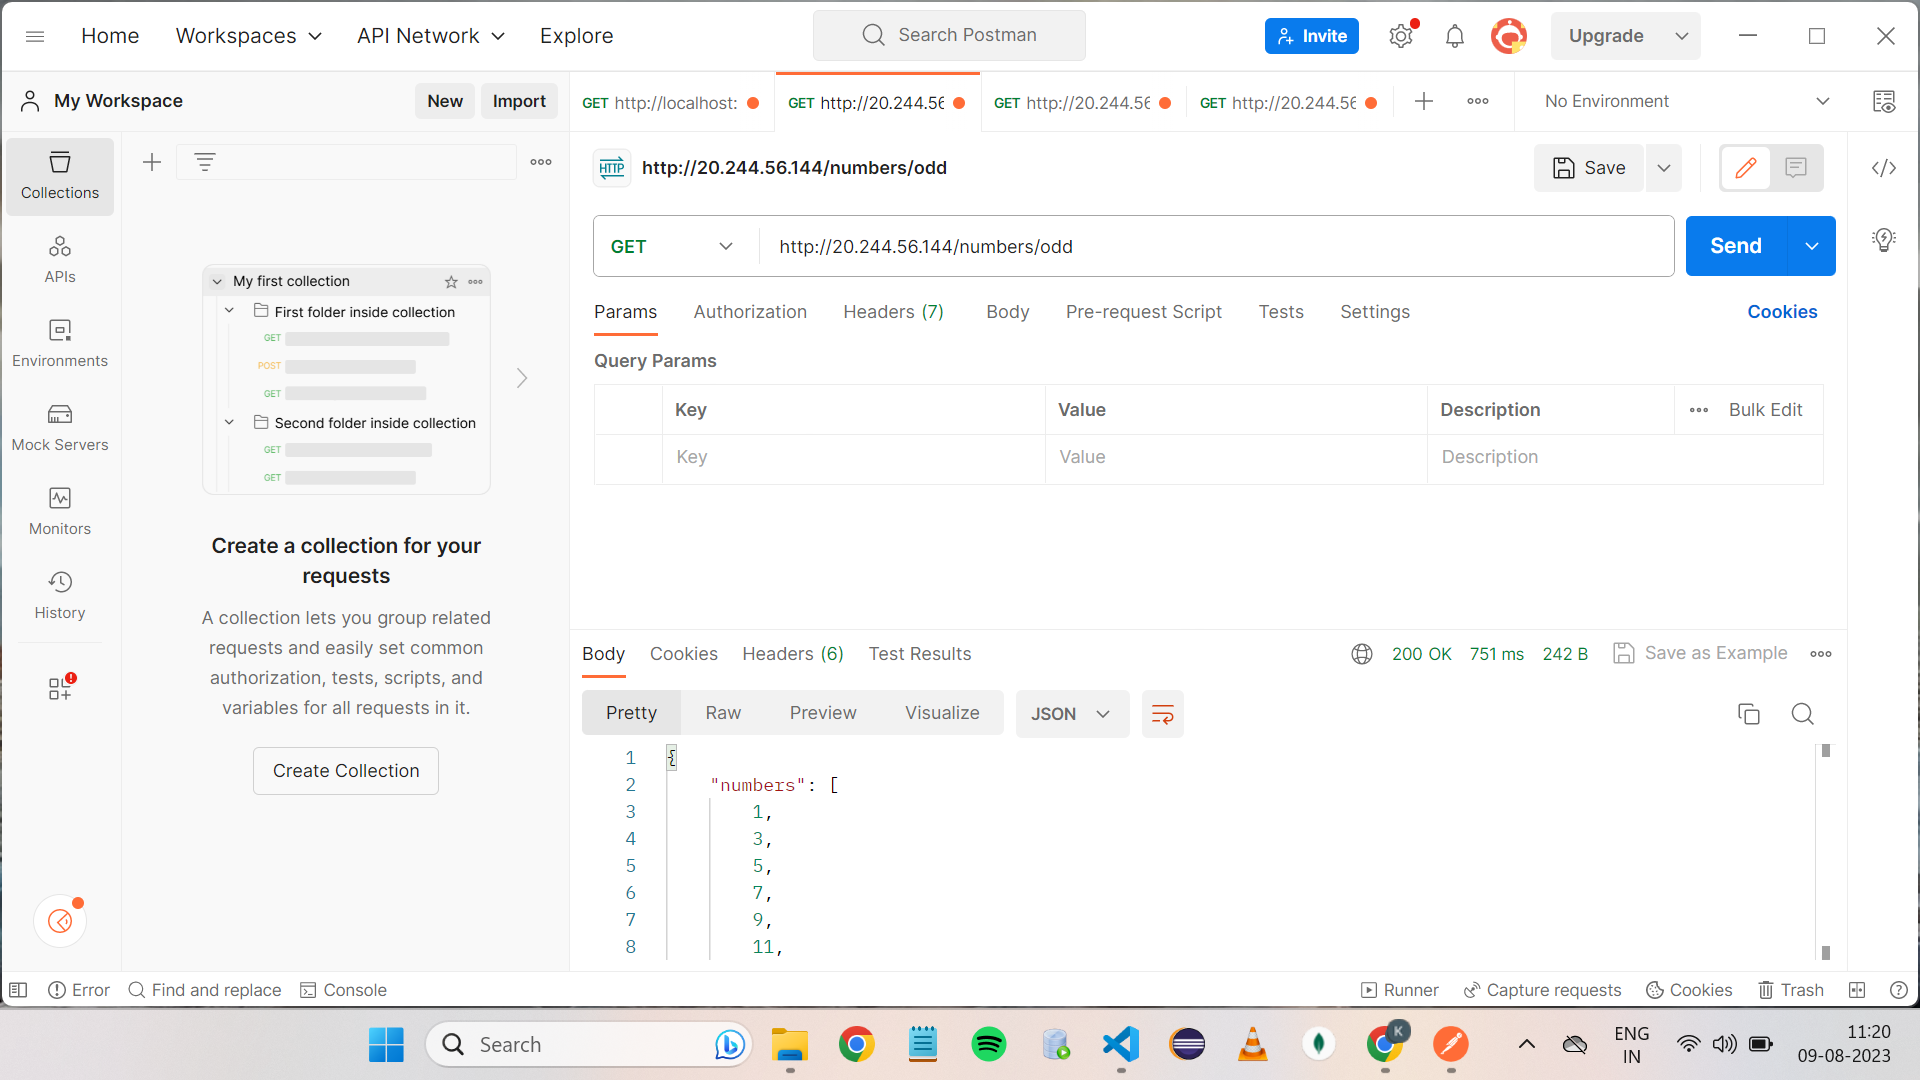 Home
Workspaces
API Network
Explore
Search Postman
Invite
Upgrade
My Workspace
New
Import
GET http://localhost:
GET http://20.244.56
GET http://20.244.56
GET http://20.244.56
No Environment
Collections
APIs
Environments
Mock Servers
Monitors
History
My first collection
First folder inside collection
GET
POST
GET
Second folder inside collection
GET
GET
Create a collection for your
requests
A collection lets you group related
requests and easily set common
authorization, tests, scripts, and
variables for all requests in it.
Create Collection
HTTP
http://20.244.56.144/numbers/odd
Save
GET
http://20.244.56.144/numbers/odd
Send
Params
Authorization
Headers (7)
Body
Pre-request Script
Tests
Settings
Cookies
Query Params
Key
Value
Description
Bulk Edit
Key
Value
Description
Body
Cookies
Headers (6)
Test Results
200 OK
751 ms
242 B
Save as Example
Pretty
Raw
Preview
Visualize
JSON
1 {
2 "numbers": [
3 1,
4 3,
5 5,
6 7,
7 9,
8 11,
Error
Find and replace
Console
Runner
Capture requests
Cookies
Trash
Search
K
ENG
IN
11:20
09-08-2023